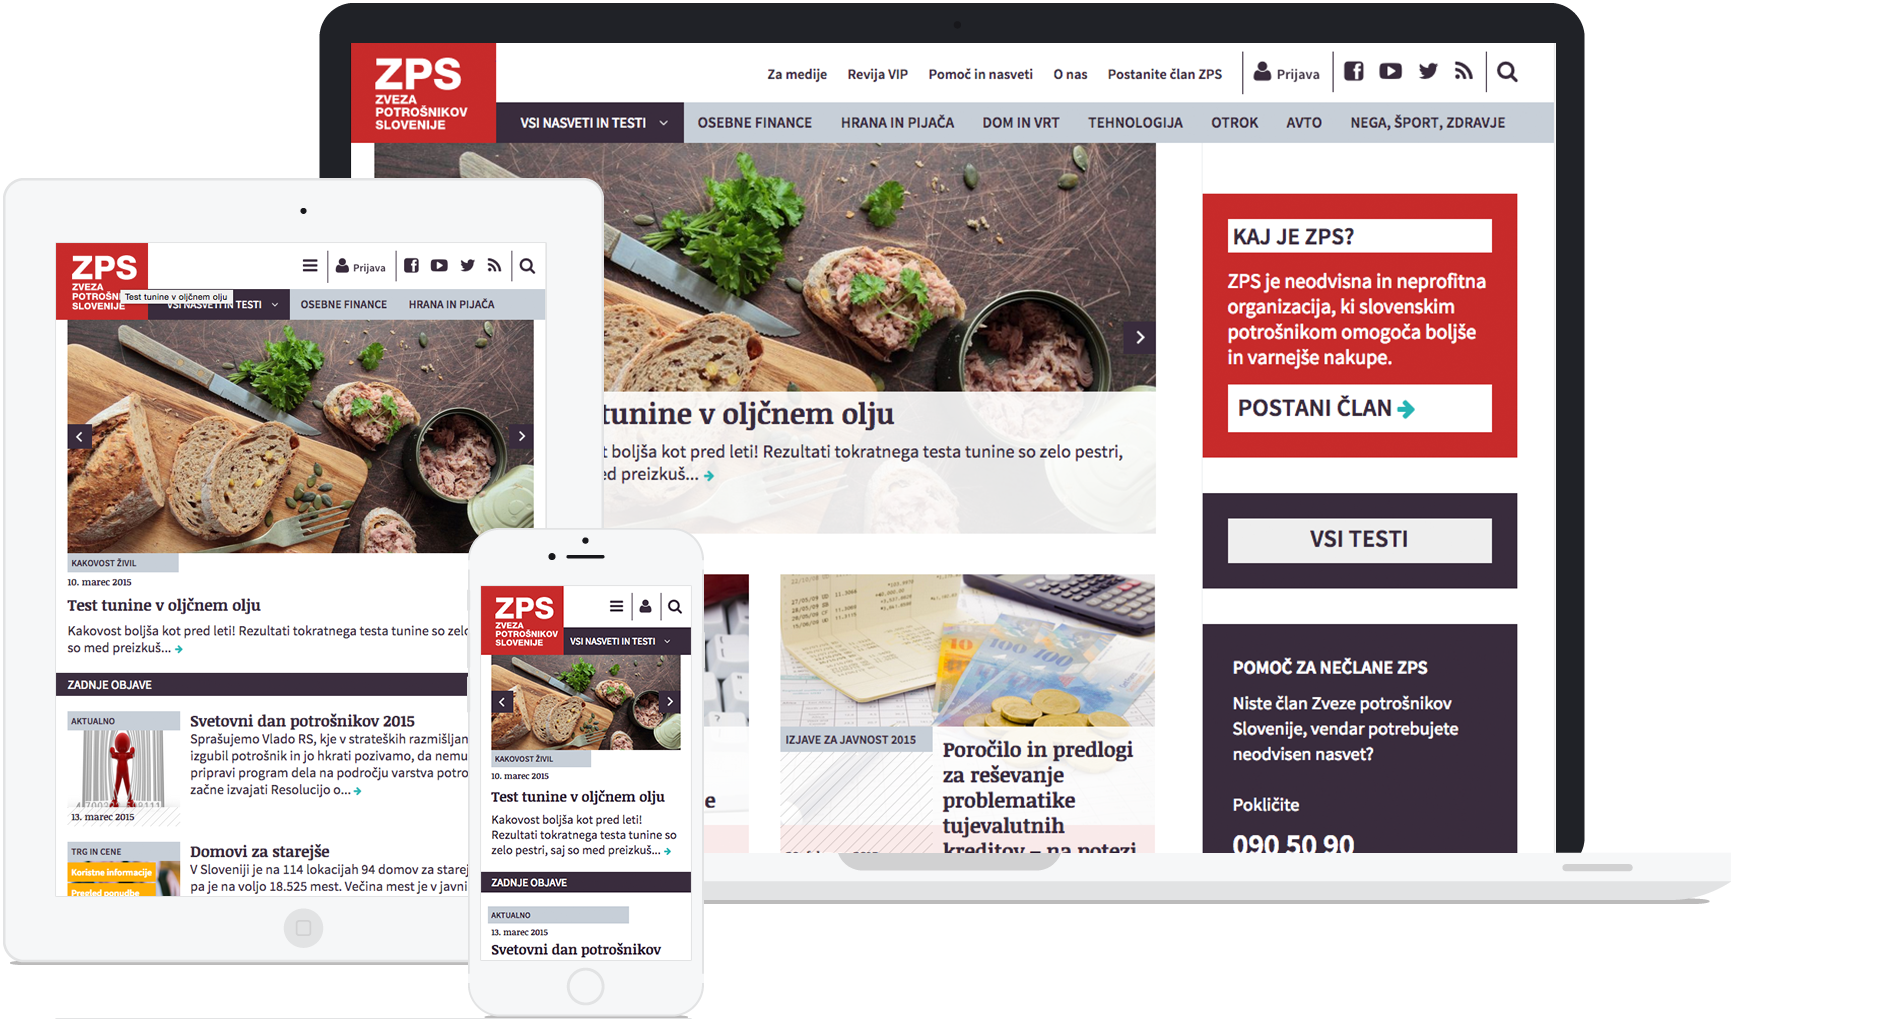 ZPS
ZVEZA
POTROŠNIKOV
SLOVENIJE
Za medije
Revija VIP
Pomoč in nasveti
O nas
Postanite član ZPS
Prijava
VSI NASVETI IN TESTI
OSEBNE FINANCE
HRANA IN PIJAČA
DOM IN VRT
TEHNOLOGIJA
OTROK
AVTO
NEGA, ŠPORT, ZDRAVJE
tunine v oljčnem olju
boljša kot pred leti! Rezultati tokratnega testa tunine so zelo pestri,
preizkuš...
KAJ JE ZPS?
ZPS je neodvisna in neprofitna
organizacija, ki slovenskim
potrošnikom omogoča boljše
in varnejše nakupe.
POSTANI ČLAN
VSI TESTI
POMOČ ZA NEČLANE ZPS
Niste član Zveze potrošnikov
Slovenije, vendar potrebujete
neodvisen nasvet?
Pokličite
090 50 90
IZJAVE ZA JAVNOST 2015
Poročilo in predlogi
za reševanje
problematike
tujevalutnih
kreditov – na potezi
ZPS
ZVEZA
POTROŠN
SLOVENIJE
Test tunine v oljčnem olju
Prijava
VSI NASVETI IN TESTI
OSEBNE FINANCE
HRANA IN PIJAČA
KAKOVOST ŽIVIL
10. marec 2015
Test tunine v oljčnem olju
Kakovost boljša kot pred leti! Rezultati tokratnega testa tunine so zelo
so med preizkuš...
ZADNJE OBJAVE
AKTUALNO
13. marec 2015
Svetovni dan potrošnikov 2015
Sprašujemo Vlado RS, kje v strateških razmišljan
izgubil potrošnik in jo hkrati pozivamo, da nemu
pripravi program dela na področju varstva potro
začne izvajati Resolucijo o...
TRG IN CENE
Koristne informacije
Pregled ponudbe
Domovi za starejše
V Sloveniji je na 114 lokacijah 94 domov za starej
pa je na voljo 18.525 mest. Večina mest je v javni
ZPS
ZVEZA
POTROŠNIKOV
SLOVENIJE
VSI NASVETI IN TESTI
KAKOVOST ŽIVIL
10. marec 2015
Test tunine v oljčnem olju
Kakovost boljša kot pred leti!
Rezultati tokratnega testa tunine so
zelo pestri, saj so med preizkuš...
ZADNJE OBJAVE
AKTUALNO
13. marec 2015
Svetovni dan potrošnikov